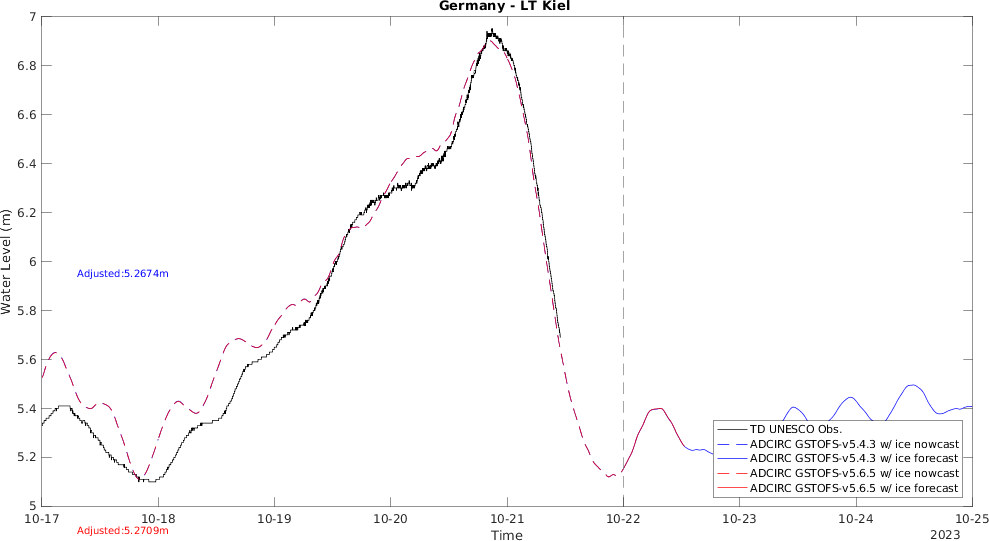 Germany - LT Kiel
Water Level (m)
7
6.8
6.6
6.4
6.2
6
5.8
5.6
5.4
5.2
5
Adjusted:5.2674m
TD UNESCO Obs.
ADCIRC GSTOFS-v5.4.3 w/ ice nowcast
ADCIRC GSTOFS-v5.4.3 w/ ice forecast
ADCIRC GSTOFS-v5.6.5 w/ ice nowcast
ADCIRC GSTOFS-v5.6.5 w/ ice forecast
10-17 10-18 10-19 10-20 10-21 10-22 10-23 10-24 10-25
Adjusted:5.2709m
Time
2023